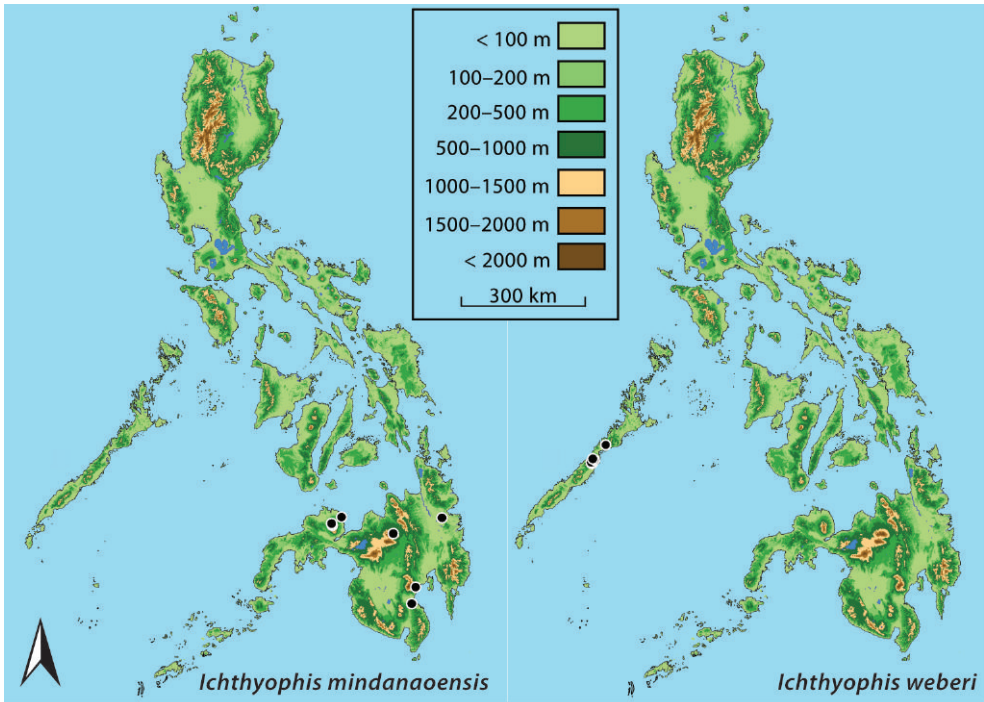 < 100 m
100–200 m
200–500 m
500–1000 m
1000–1500 m
1500–2000 m
< 2000 m
300 km
Ichthyophis mindanaoensis
Ichthyophis weberi